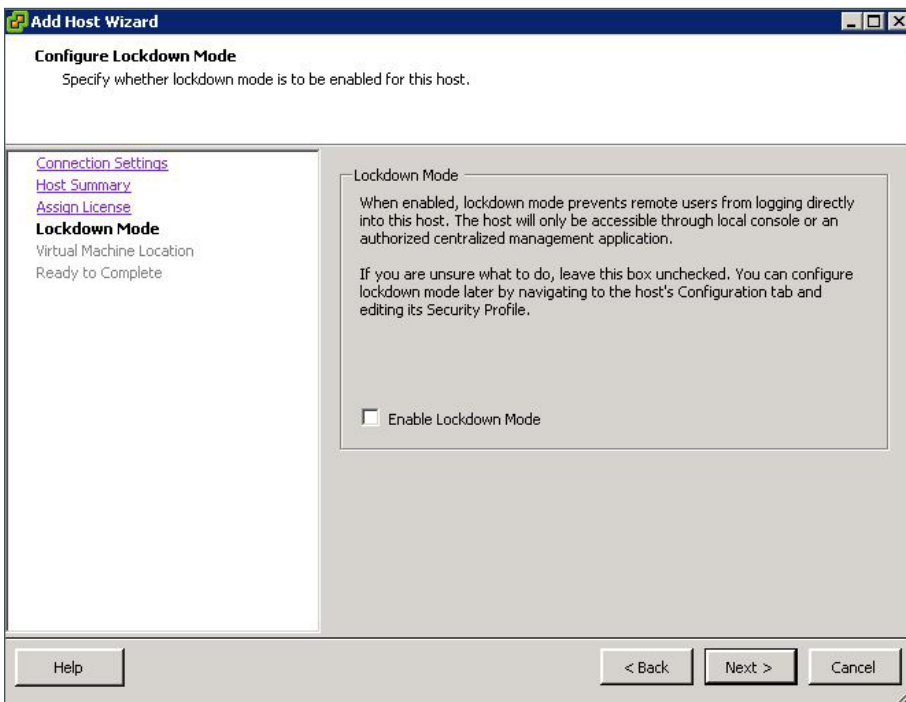 Add Host Wizard
Configure Lockdown Mode
Specify whether lockdown mode is to be enabled for this host.
Connection Settings
Host Summary
Assign License
Lockdown Mode
Virtual Machine Location
Ready to Complete
Lockdown Mode
When enabled, lockdown mode prevents remote users from logging directly
into this host. The host will only be accessible through local console or an
authorized centralized management application.
If you are unsure what to do, leave this box unchecked. You can configure
lockdown mode later by navigating to the host's Configuration tab and
editing its Security Profile.
Enable Lockdown Mode
Help
< Back
Next >
Cancel